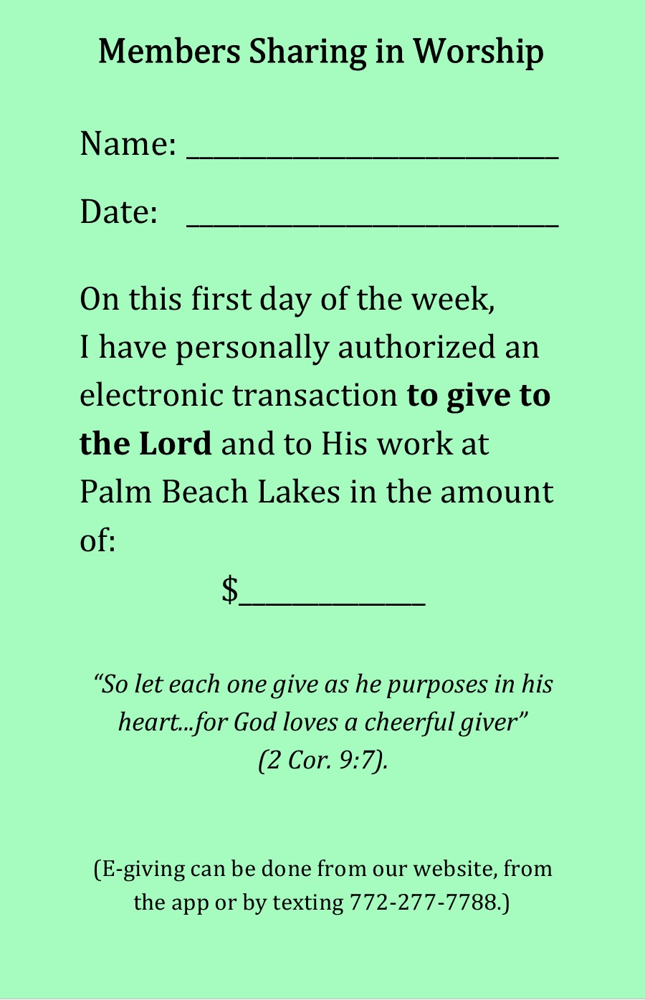 Members Sharing in Worship
Name: ____________________________
Date: ____________________________
On this first day of the week,
I have personally authorized an
electronic transaction to give to
the Lord and to His work at
Palm Beach Lakes in the amount
of:
$______________
“So let each one give as he purposes in his
heart...for God loves a cheerful giver”
(2 Cor. 9:7).
(E-giving can be done from our website, from
the app or by texting 772-277-7788.)